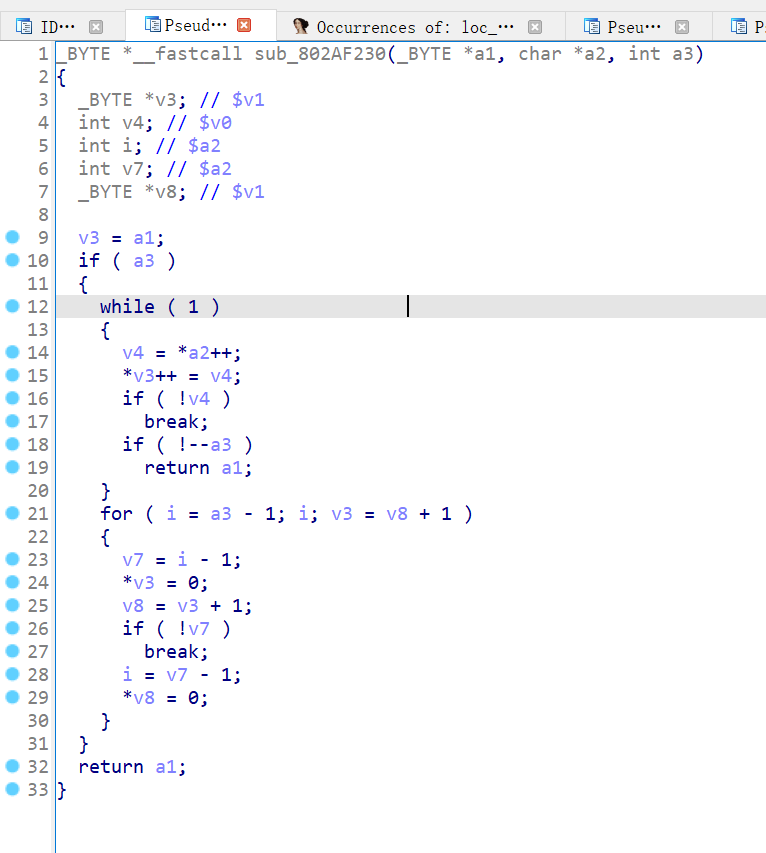 ID⋯ Pseud⋯ Occurrences of: loc_⋯ Pseu⋯ P
1 _BYTE *__fastcall sub_802AF230(_BYTE *a1, char *a2, int a3)
2 {
3 _BYTE *v3; // $v1
4 int v4; // $v0
5 int i; // $a2
6 int v7; // $a2
7 _BYTE *v8; // $v1
8
9 v3 = a1;
10 if ( a3 )
11 {
12 while ( 1 )
13 {
14 v4 = *a2++;
15 *v3++ = v4;
16 if ( !v4 )
17 break;
18 if ( !--a3 )
19 return a1;
20 }
21 for ( i = a3 - 1; i; v3 = v8 + 1 )
22 {
23 v7 = i - 1;
24 *v3 = 0;
25 v8 = v3 + 1;
26 if ( !v7 )
27 break;
28 i = v7 - 1;
29 *v8 = 0;
30 }
31 }
32 return a1;
33 }